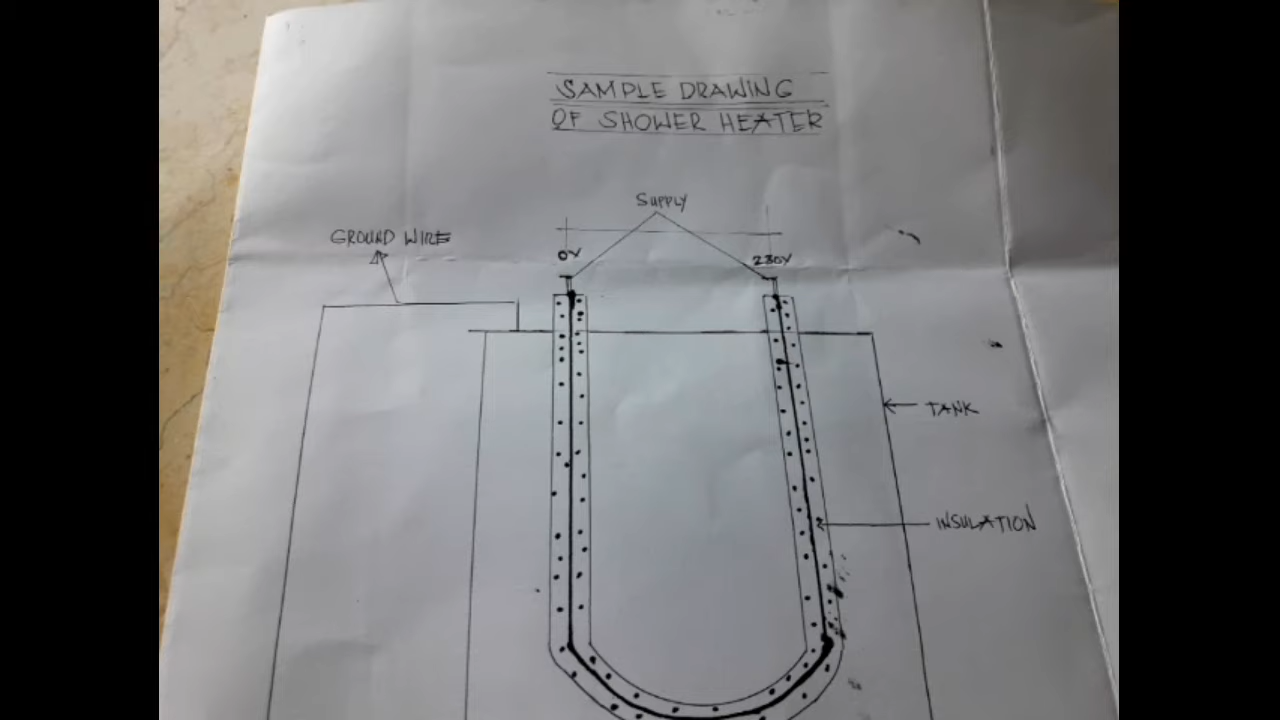 SAMPLE DRAWING
OF SHOWER HEATER
SUPPLY
GROUND WIRE
0V
230V
TANK
INSULATION